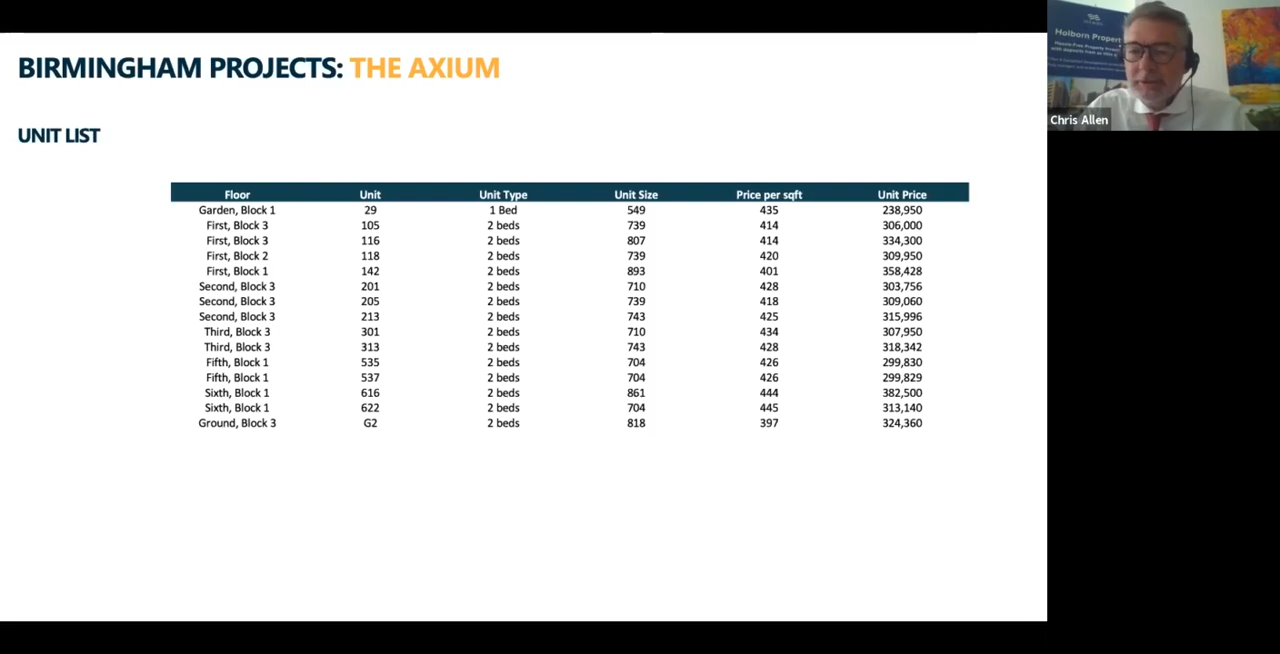 BIRMINGHAM PROJECTS: THE AXIUM
UNIT LIST
Floor Unit Unit Type Unit Size Price per sqft Unit Price
Garden, Block 1 29 1 Bed 549 435 238,950
First, Block 3 105 2 beds 739 414 306,000
First, Block 3 116 2 beds 807 414 334,300
First, Block 2 118 2 beds 739 420 309,950
First, Block 1 142 2 beds 893 401 358,428
Second, Block 3 201 2 beds 710 428 303,756
Second, Block 3 205 2 beds 739 418 309,060
Second, Block 3 213 2 beds 743 425 315,996
Third, Block 3 301 2 beds 710 434 307,950
Third, Block 3 313 2 beds 743 428 318,342
Fifth, Block 1 535 2 beds 704 426 299,830
Fifth, Block 1 537 2 beds 704 426 299,829
Sixth, Block 1 616 2 beds 861 444 382,500
Sixth, Block 1 622 2 beds 704 445 313,140
Ground, Block 3 G2 2 beds 818 397 324,360
Holborn Propert
Chris Allen